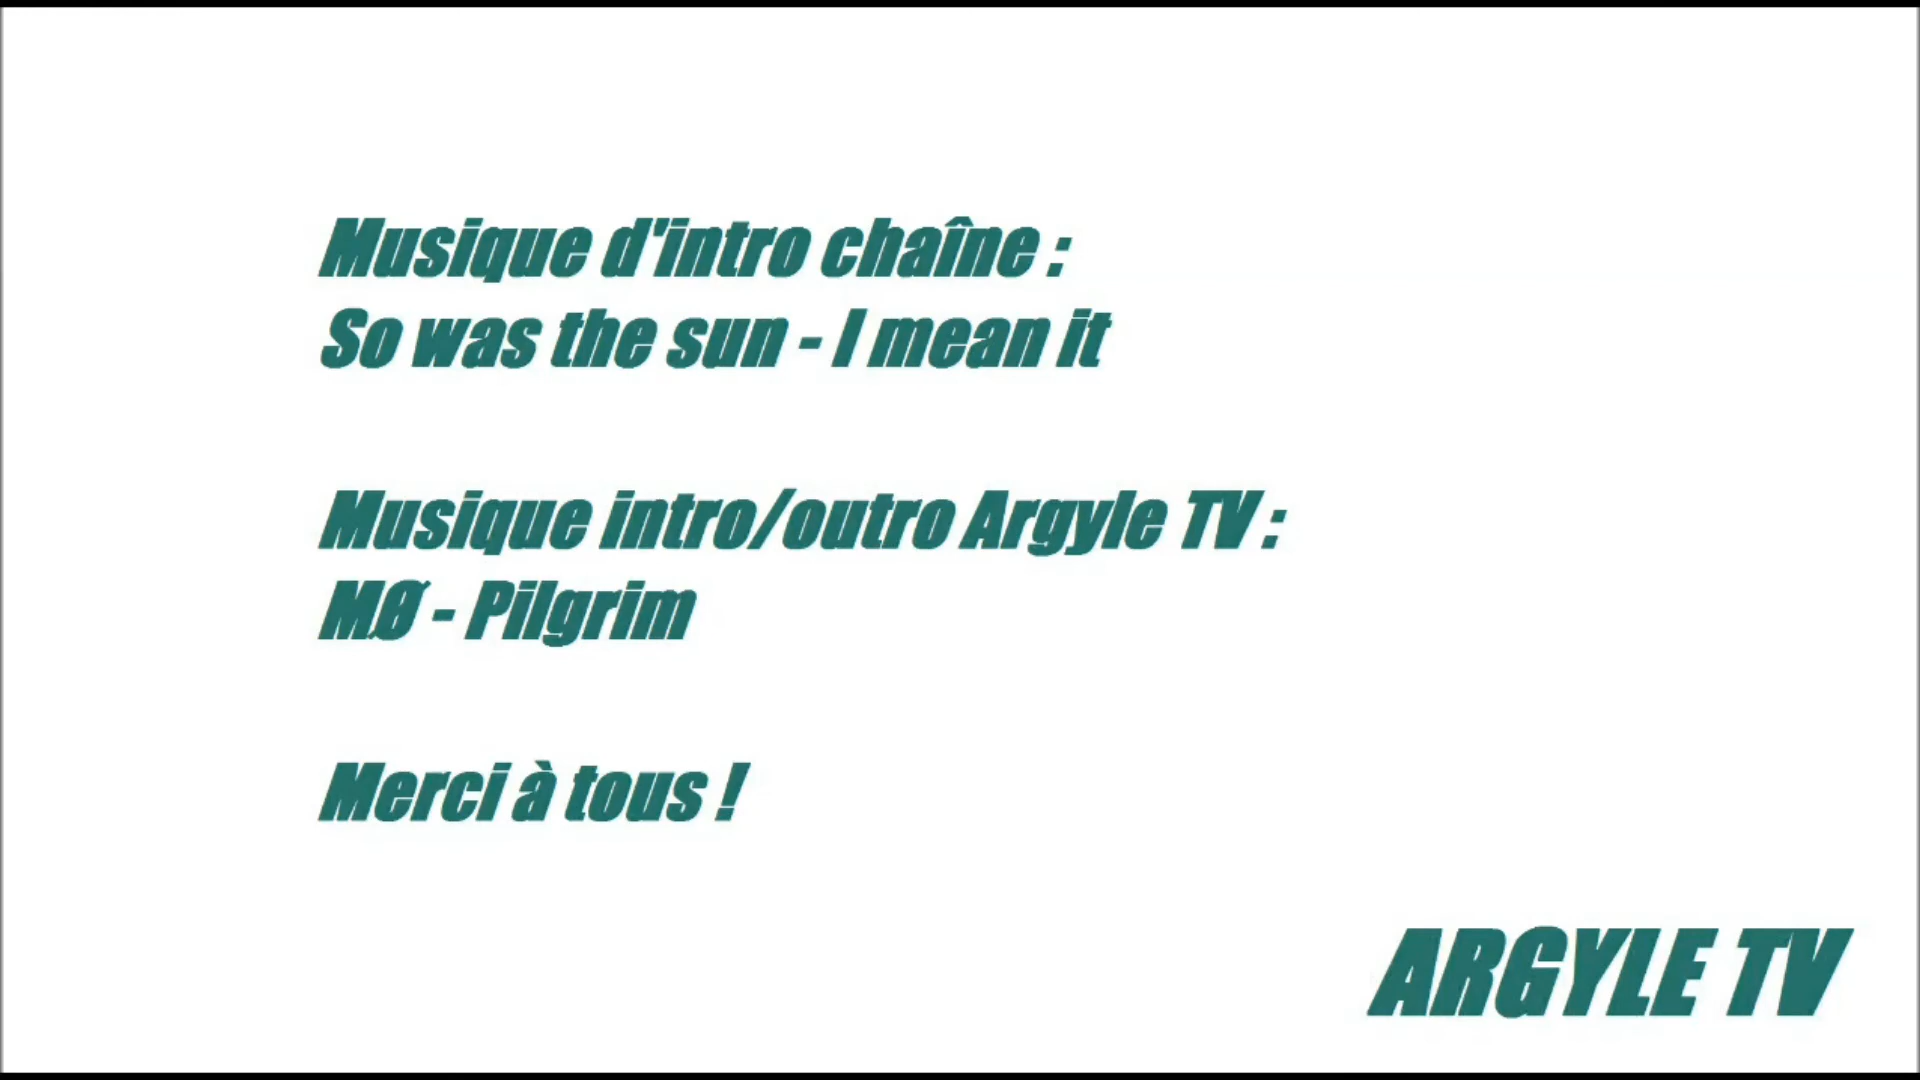 Musique d'intro chaîne :
So was the sun - I mean it
Musique intro/outro Argyle TV :
MØ - Pilgrim
Merci à tous !
ARGYLE TV